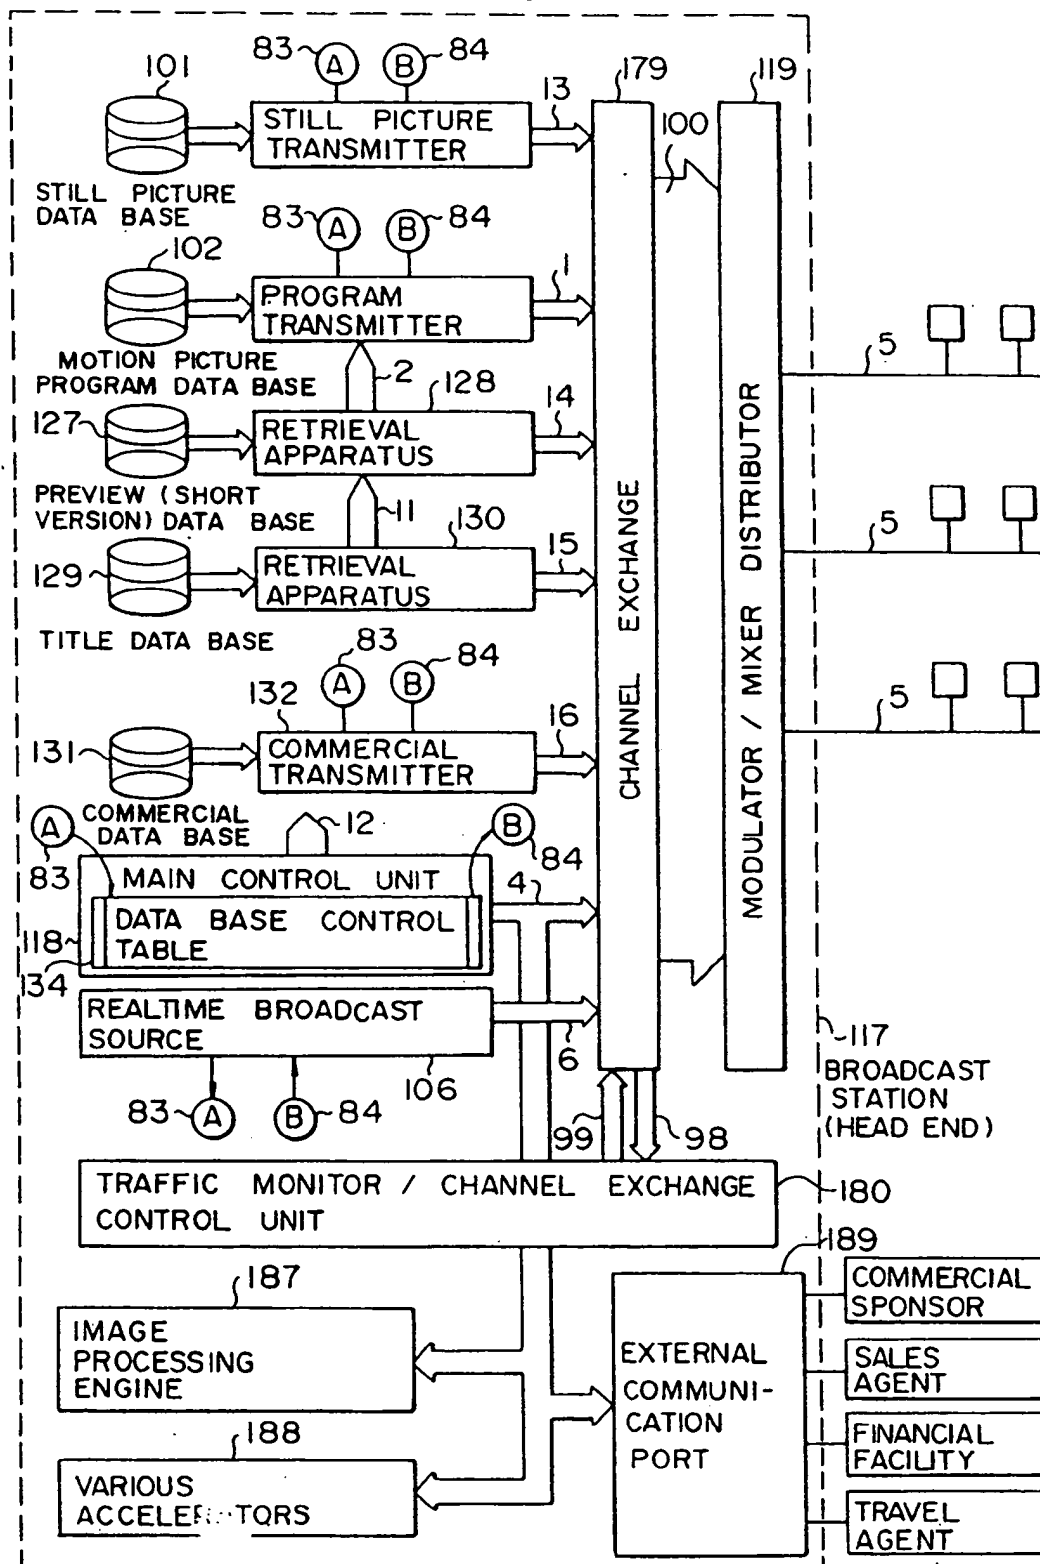 83 A B 84
101 13 179 119
STILL PICTURE
TRANSMITTER
100
STILL PICTURE
DATA BASE
83 A B 84
102 1
PROGRAM
TRANSMITTER
MOTION PICTURE
PROGRAM DATA BASE
2 128 5
127 14
RETRIEVAL
APPARATUS
PREVIEW (SHORT
VERSION) DATA BASE
11 130 5
129 15
RETRIEVAL
APPARATUS
TITLE DATA BASE
83 A B 84
132 16 5
131
COMMERCIAL
TRANSMITTER
CHANNEL EXCHANGE
MODULATOR / MIXER DISTRIBUTOR
COMMERCIAL
DATA BASE
A 12 B
83 84
MAIN CONTROL UNIT
4
DATA BASE CONTROL
TABLE
118
134
REALTIME BROADCAST
SOURCE
6
106
83 A B 84
117
BROADCAST
STATION
(HEAD END)
99 98
TRAFFIC MONITOR / CHANNEL EXCHANGE
CONTROL UNIT
180
187
IMAGE
PROCESSING
ENGINE
188
VARIOUS
189
EXTERNAL
COMMUNI-
CATION
PORT
COMMERCIAL
SPONSOR
SALES
AGENT
FINANCIAL
FACILITY
TRAVEL
AGENT